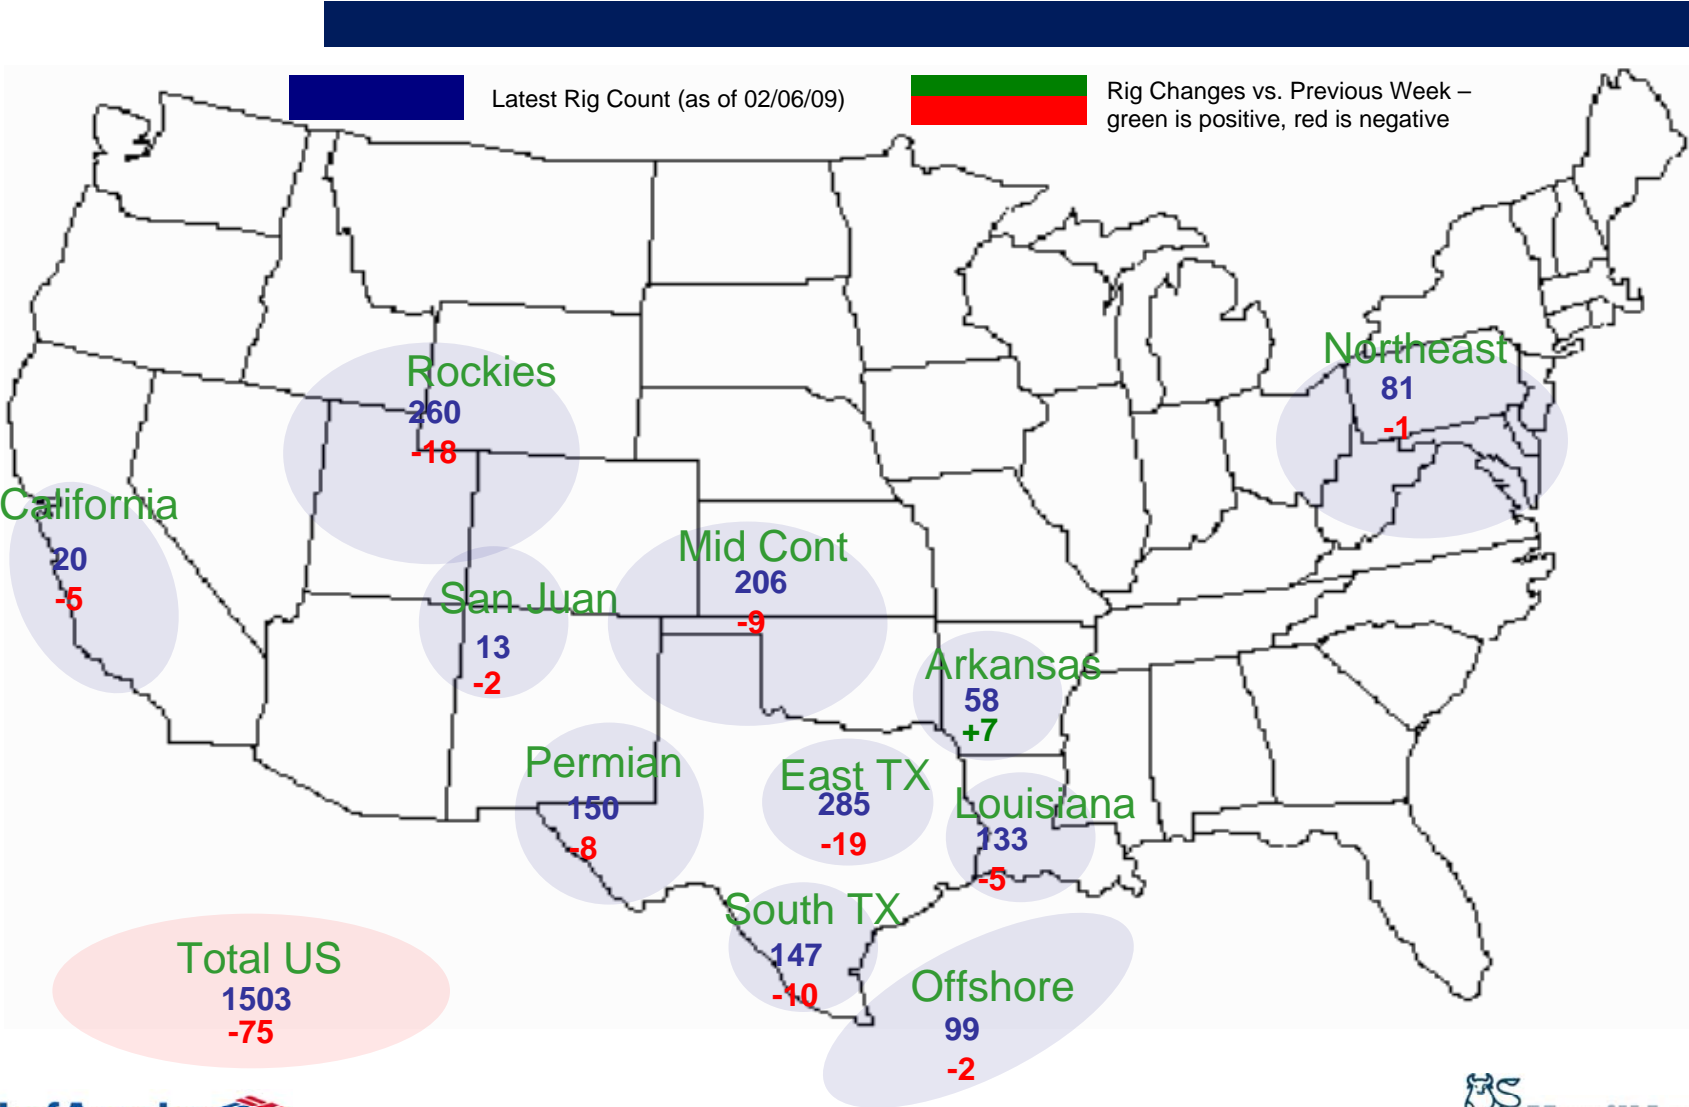 Latest Rig Count (as of 02/06/09)
Rig Changes vs. Previous Week –
green is positive, red is negative
Rockies
260
-18
Northeast
81
-1
California
20
-5
Mid Cont
206
-9
San Juan
13
-2
Arkansas
58
+7
Permian
150
-8
East TX
285
-19
Louisiana
133
-5
South TX
147
-10
Total US
1503
-75
Offshore
99
-2